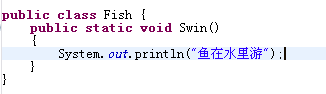 public class Fish {
    public static void Swin()
    {
        System.out.println("鱼在水里游");
    }
}